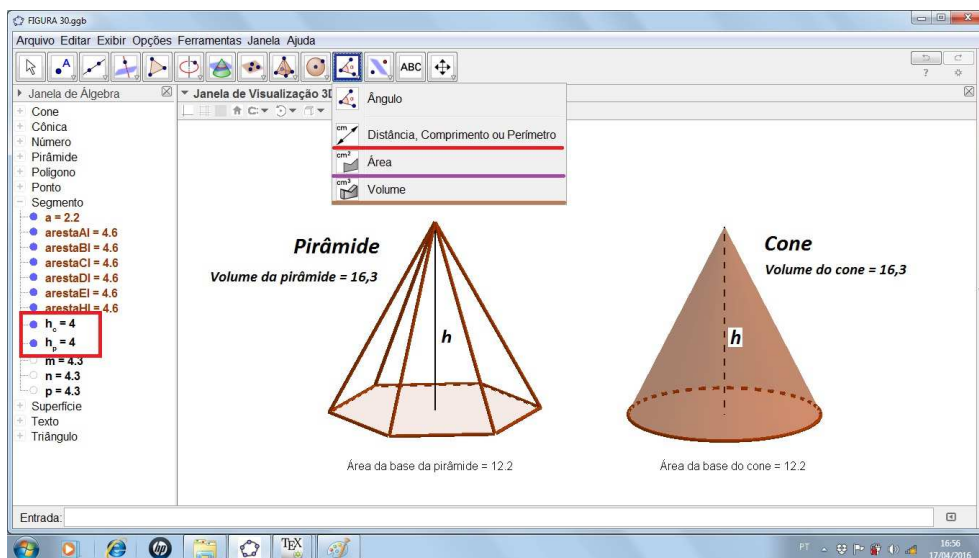 FIGURA 30.ggb
Arquivo Editar Exibir Opções Ferramentas Janela Ajuda
ABC
Janela de Álgebra
Janela de Visualização 3D
Cone
Cônica
Número
Pirâmide
Polígono
Ponto
Segmento
a = 2.2
arestaAI = 4.6
arestaBI = 4.6
arestaCI = 4.6
arestaDI = 4.6
arestaEI = 4.6
arestaHI = 4.6
h_c = 4
h_p = 4
m = 4.3
n = 4.3
p = 4.3
Superfície
Texto
Triângulo
Ângulo
cm
Distância, Comprimento ou Perímetro
cm²
Área
cm³
Volume
Pirâmide
Volume da pirâmide = 16,3
h
Área da base da pirâmide = 12.2
Cone
Volume do cone = 16,3
h
Área da base do cone = 12.2
Entrada:
hp
TEX
PT
16:56
17/04/2016